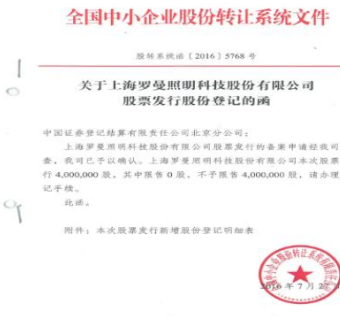 全国中小企业股份转让系统文件
股转系统函〔2016〕5768号
关于上海罗曼照明科技股份有限公司
股票发行股份登记的函
中国证券登记结算有限责任公司北京分公司：
上海罗曼照明科技股份有限公司股票发行的备案申请经我司
查，我司已予以确认。上海罗曼照明科技股份有限公司本次股票
行4,000,000股，其中限售0股，不予限售4,000,000股，请办理
记手续。
此函。
附件：本次股票发行新增股份登记明细表
2016年7月27